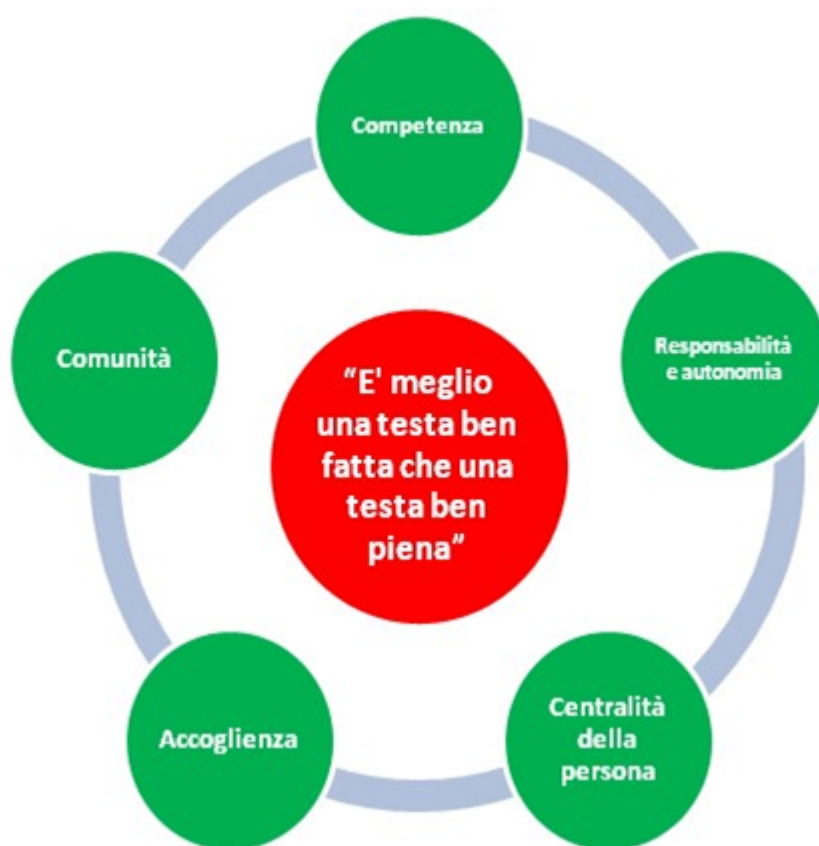 Competenza
Comunità
Responsabilità
e autonomia
“E' meglio
una testa ben
fatta che una
testa ben
piena”
Accoglienza
Centralità
della
persona